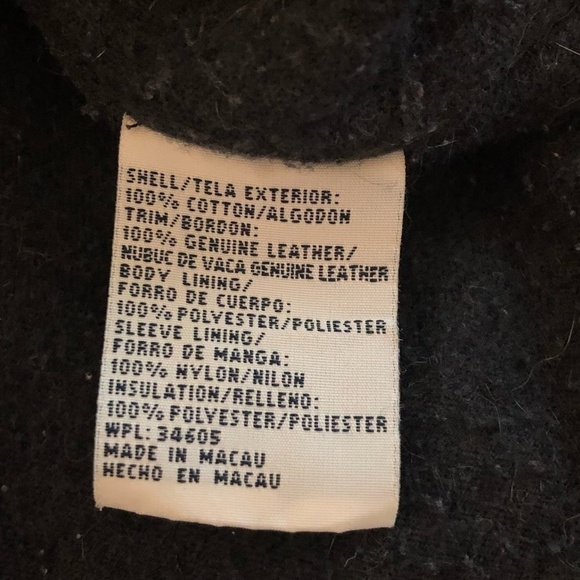 SHELL/TELA EXTERIOR:
100% COTTON/ALGODON
TRIM/BORDON:
100% GENUINE LEATHER/
NUBUC DE VACA GENUINE LEATHER
BODY LINING/
FORRO DE CUERPO:
100% POLYESTER/POLIESTER
SLEEVE LINING/
FORRO DE MANGA:
100% NYLON/NILON
INSULATION/RELLENO:
100% POLYESTER/POLIESTER
WPL: 34605
MADE IN MACAU
HECHO EN MACAU